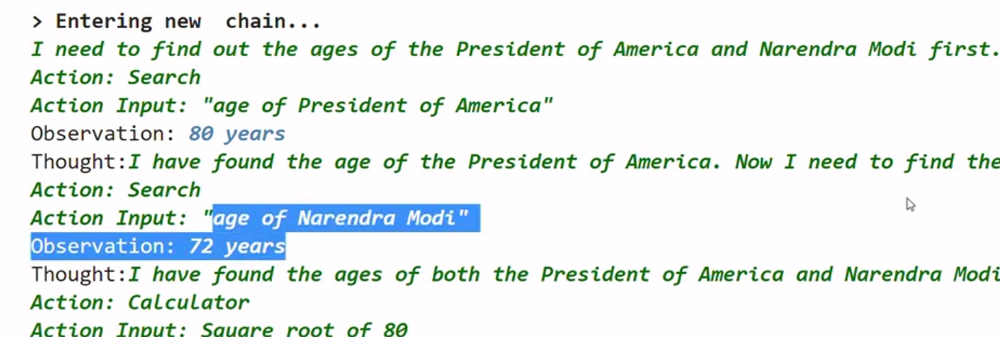 > Entering new  chain...
I need to find out the ages of the President of America and Narendra Modi first.
Action: Search
Action Input: "age of President of America"
Observation: 80 years
Thought:I have found the age of the President of America. Now I need to find the
Action: Search
Action Input: "age of Narendra Modi"
Observation: 72 years
Thought:I have found the ages of both the President of America and Narendra Modi
Action: Calculator
Action Input: Square root of 80